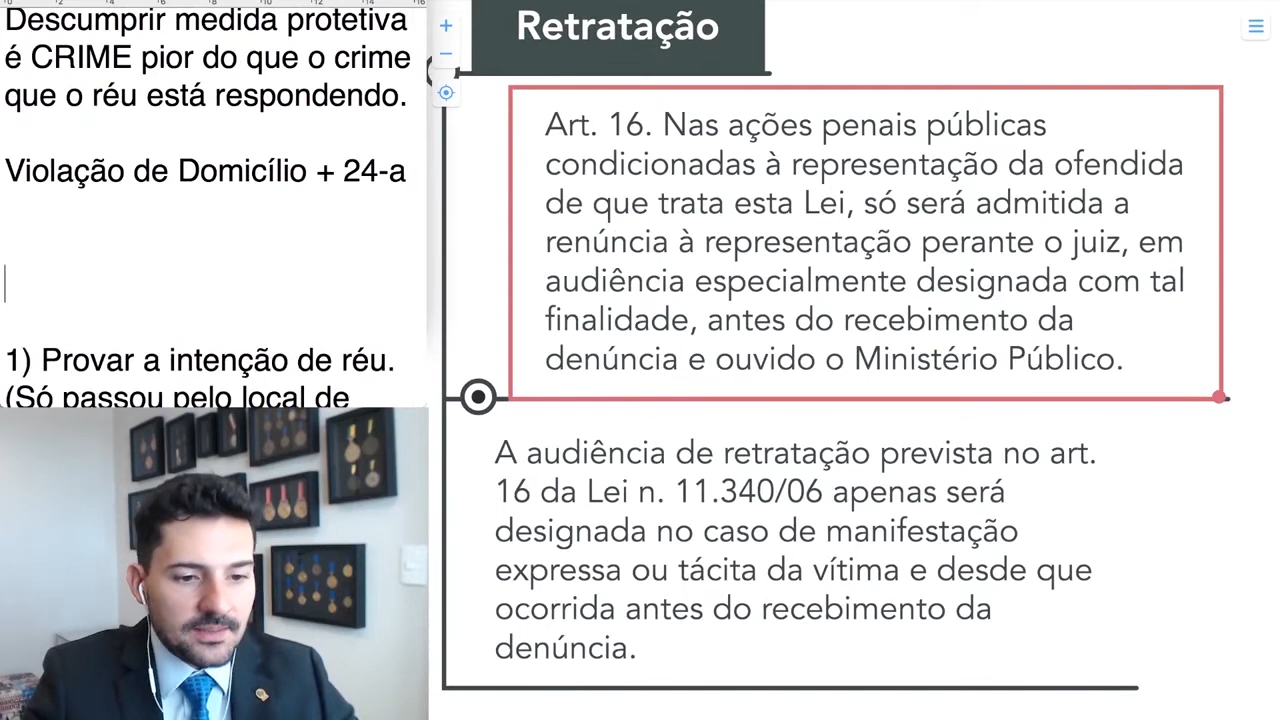 Descumprir medida protetiva
é CRIME pior do que o crime
que o réu está respondendo.
Violação de Domicílio + 24-a
1) Provar a intenção de réu.
(Só passou pelo local de
Retratação
Art. 16. Nas ações penais públicas
condicionadas à representação da ofendida
de que trata esta Lei, só será admitida a
renúncia à representação perante o juiz, em
audiência especialmente designada com tal
finalidade, antes do recebimento da
denúncia e ouvido o Ministério Público.
A audiência de retratação prevista no art.
16 da Lei n. 11.340/06 apenas será
designada no caso de manifestação
expressa ou tácita da vítima e desde que
ocorrida antes do recebimento da
denúncia.